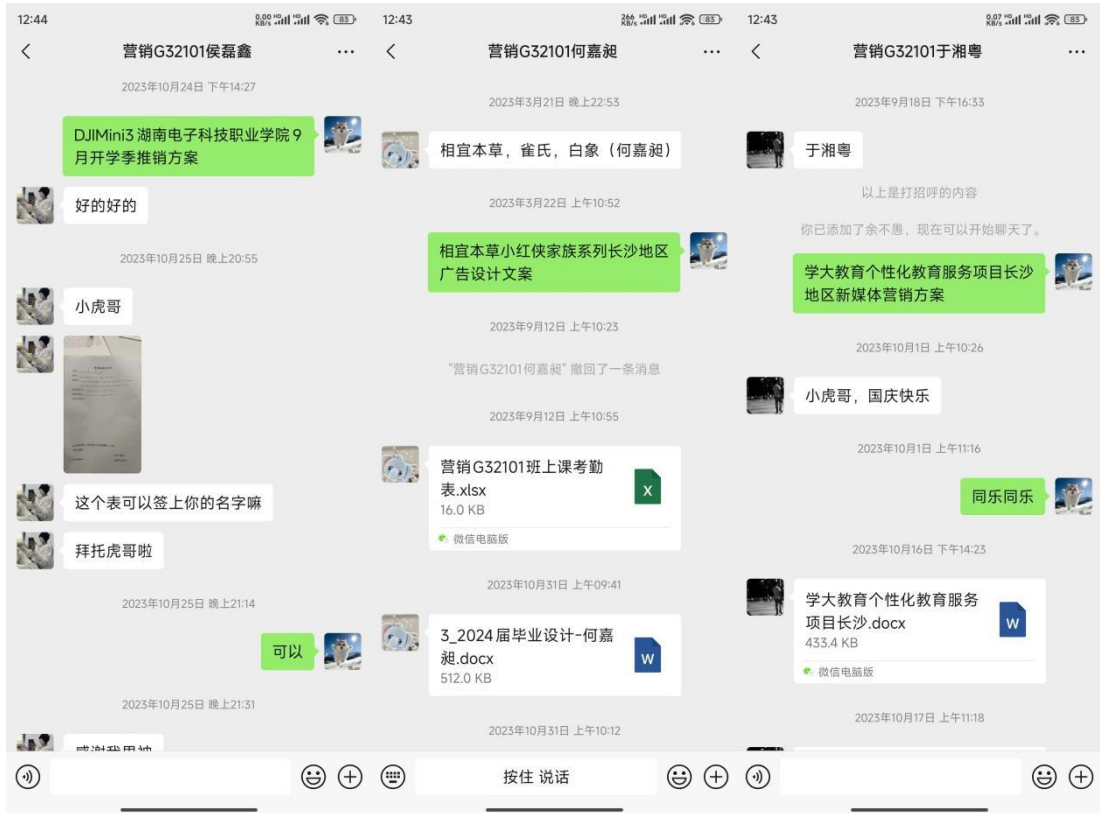 12:44
0.00 KB/s HD HD 83
营销G32101侯磊鑫
2023年10月24日 下午14:27
DJIMini3 湖南电子科技职业学院9
月开学季推销方案
好的好的
2023年10月25日 晚上20:55
小虎哥
这个表可以签上你的名字嘛
拜托虎哥啦
2023年10月25日 晚上21:14
可以
2023年10月25日 晚上21:31
12:43
266 KB/s HD HD 83
营销G32101何嘉昶
2023年3月21日 晚上22:53
相宜本草，雀氏，白象（何嘉昶）
2023年3月22日 上午10:52
相宜本草小红侠家族系列长沙地区
广告设计文案
2023年9月12日 上午10:23
"营销G32101何嘉昶" 撤回了一条消息
2023年9月12日 上午10:55
营销G32101班上课考勤
表.xlsx
X
16.0 KB
微信电脑版
2023年10月31日 上午09:41
3_2024届毕业设计-何嘉
昶.docx
W
512.0 KB
2023年10月31日 上午10:12
按住 说话
12:43
0.07 KB/s HD HD 83
营销G32101于湘粤
2023年9月18日 下午16:33
于湘粤
以上是打招呼的内容
你已添加了余不愚，现在可以开始聊天了。
学大教育个性化教育服务项目长沙
地区新媒体营销方案
2023年10月1日 上午10:26
小虎哥，国庆快乐
2023年10月1日 上午11:16
同乐同乐
2023年10月16日 下午14:23
学大教育个性化教育服务
项目长沙.docx
W
433.4 KB
微信电脑版
2023年10月17日 上午11:18